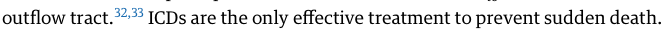 outflow tract.32,33 ICDs are the only effective treatment to prevent sudden death.